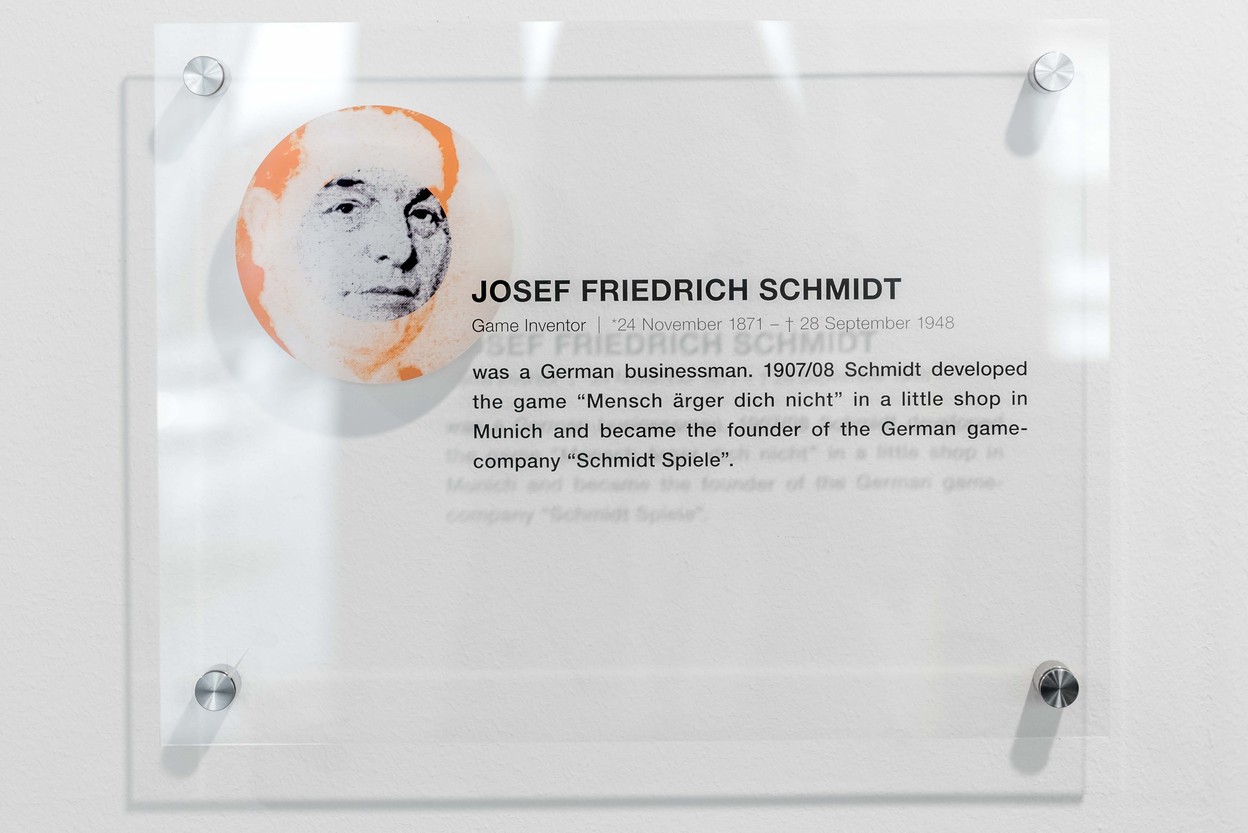 JOSEF FRIEDRICH SCHMIDT
Game Inventor | *24 November 1871 – † 28 September 1948
was a German businessman. 1907/08 Schmidt developed
the game “Mensch ärger dich nicht” in a little shop in
Munich and became the founder of the German game-
company “Schmidt Spiele”.